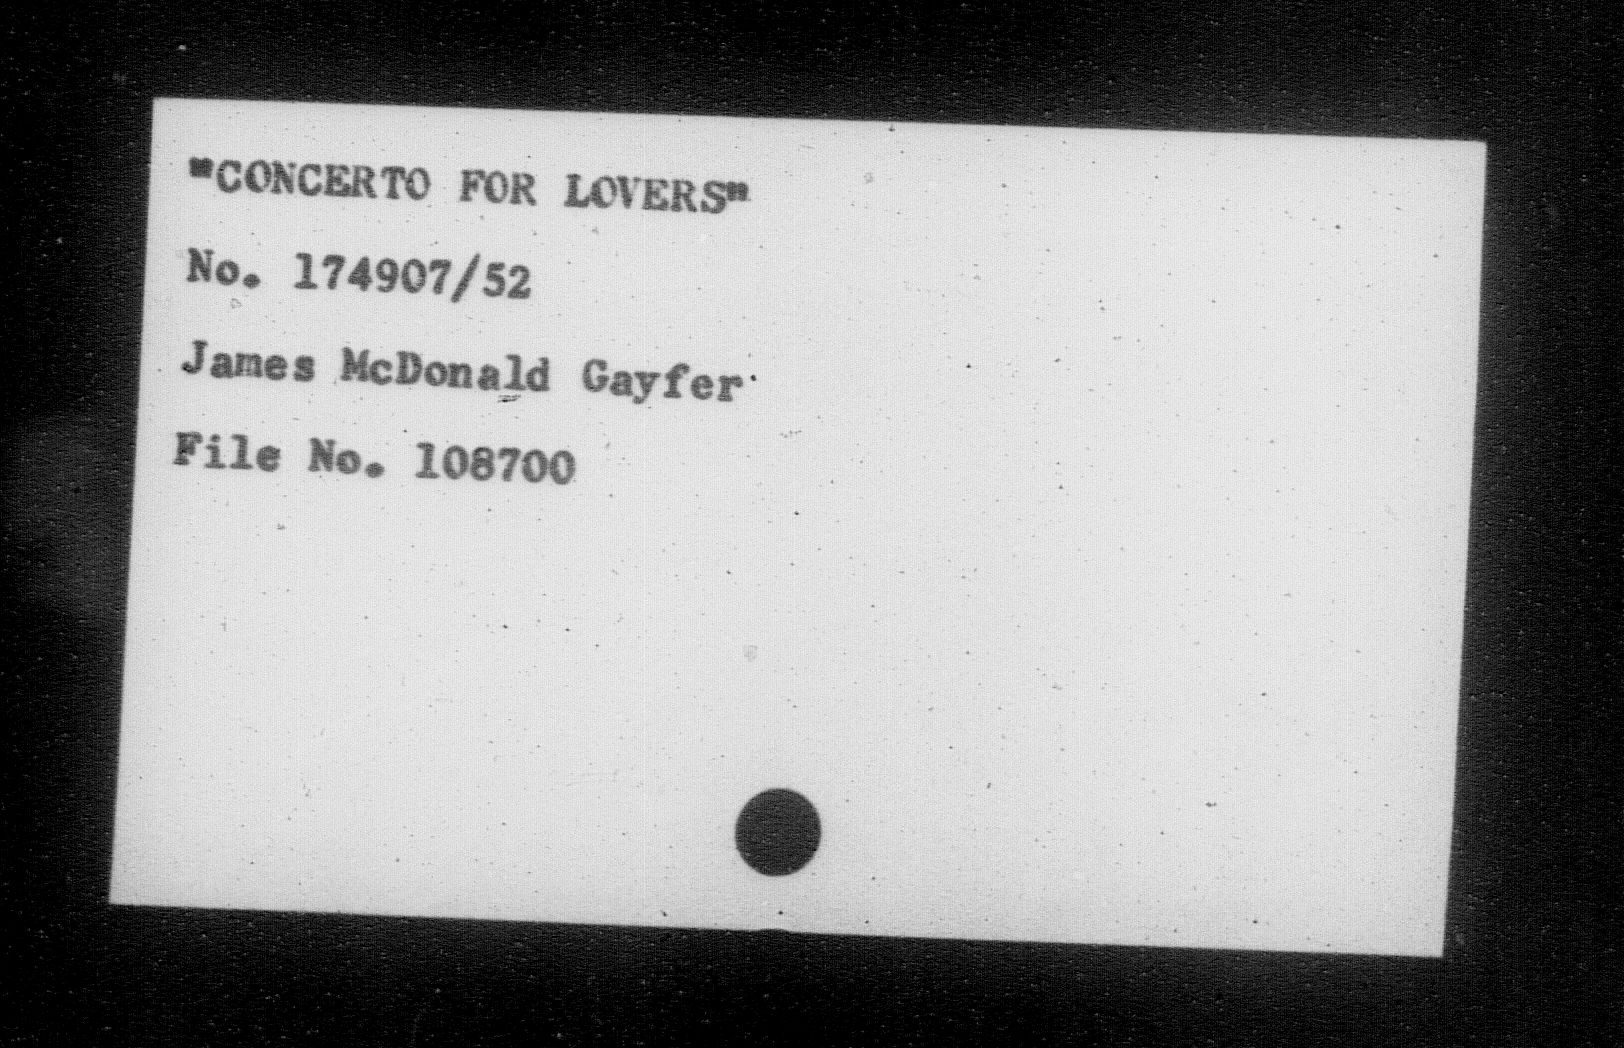 "CONCERTO FOR LOVERS"
No. 174907/52
James McDonald Gayfer
File No. 108700